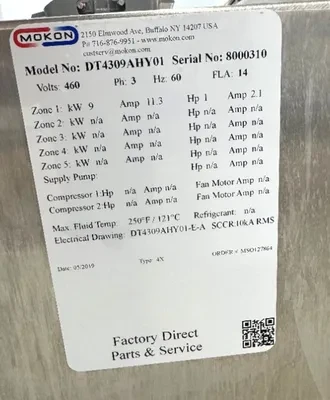 MOKON
2150 Elmwood Ave, Buffalo NY 14207 USA
P# 716-876-9951 - www.mokon.com
custserv@mokon.com
Model No: DT4309AHY01 Serial No: 8000310
Volts: 460 Ph: 3 Hz: 60 FLA: 14
Zone 1: kW 9 Amp 11.3 Hp 1 Amp 2.1
Zone 2: kW n/a Amp n/a Hp n/a Amp n/a
Zone 3: kW n/a Amp n/a Hp n/a Amp n/a
Zone 4: kW n/a Amp n/a Hp n/a Amp n/a
Zone 5: kW n/a Amp n/a Hp n/a Amp n/a
Supply Pump: Hp n/a Amp n/a
Compressor 1:Hp n/a Amp n/a Fan Motor Amp n/a
Compressor 2:Hp n/a Amp n/a Fan Motor Amp n/a
Max. Fluid Temp: 250°F / 121°C Refrigerant: n/a
Electrical Drawing: DT4309AHY01-E-A SCCR:10kA RMS
Date: 05/2019 Type: 4X ORDER # MSO127864
Factory Direct
Parts & Service